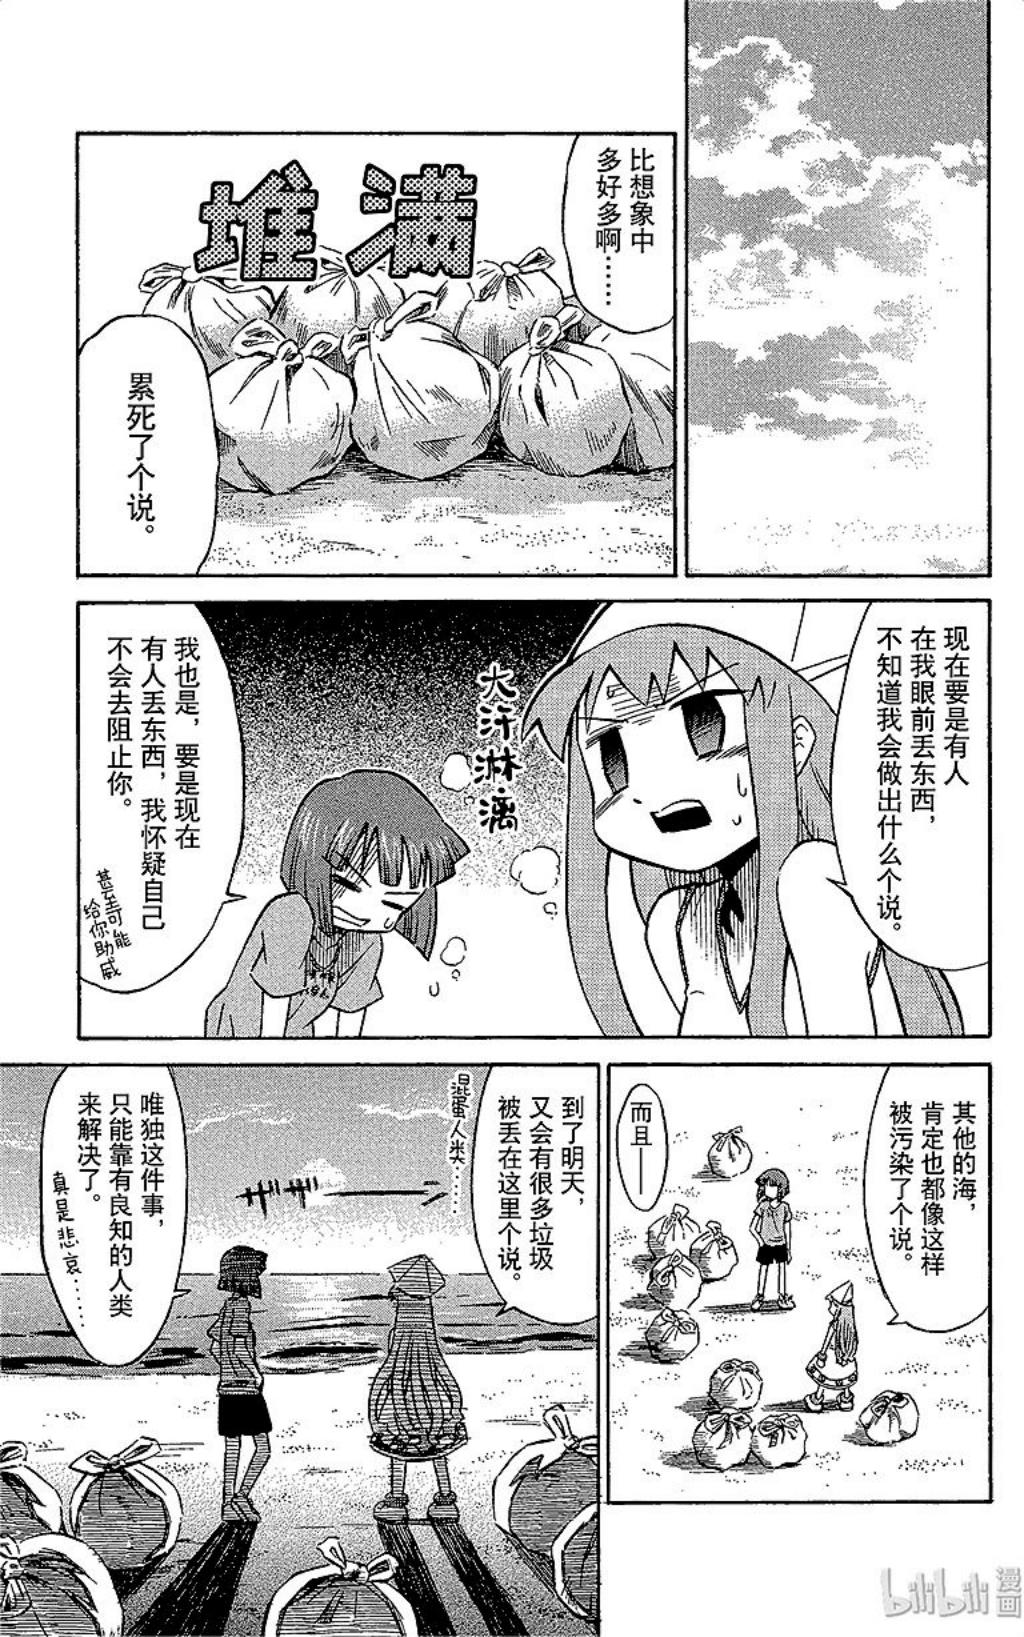 比想象中
多好多啊……
堆满
累死了个说。
现在要是有人
在我眼前丢东西，
不知道我会做出什么个说。
大汗淋漓
我也是，要是现在
有人丢东西，我怀疑自己
不会去阻止你。
甚至可能
给你助威
其他的海，
肯定也都像这样
被污染了个说。
而且——
到了明天，
又会有很多垃圾
被丢在这里个说。
混蛋人类……
唯独这件事，
只能靠有良知的人类
来解决了。
真是悲哀……
bilibili漫画